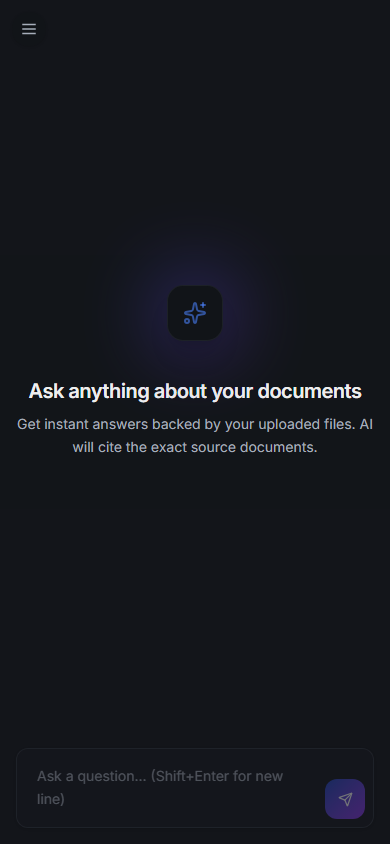 Ask anything about your documents
Get instant answers backed by your uploaded files. AI
will cite the exact source documents.
Ask a question... (Shift+Enter for new
line)